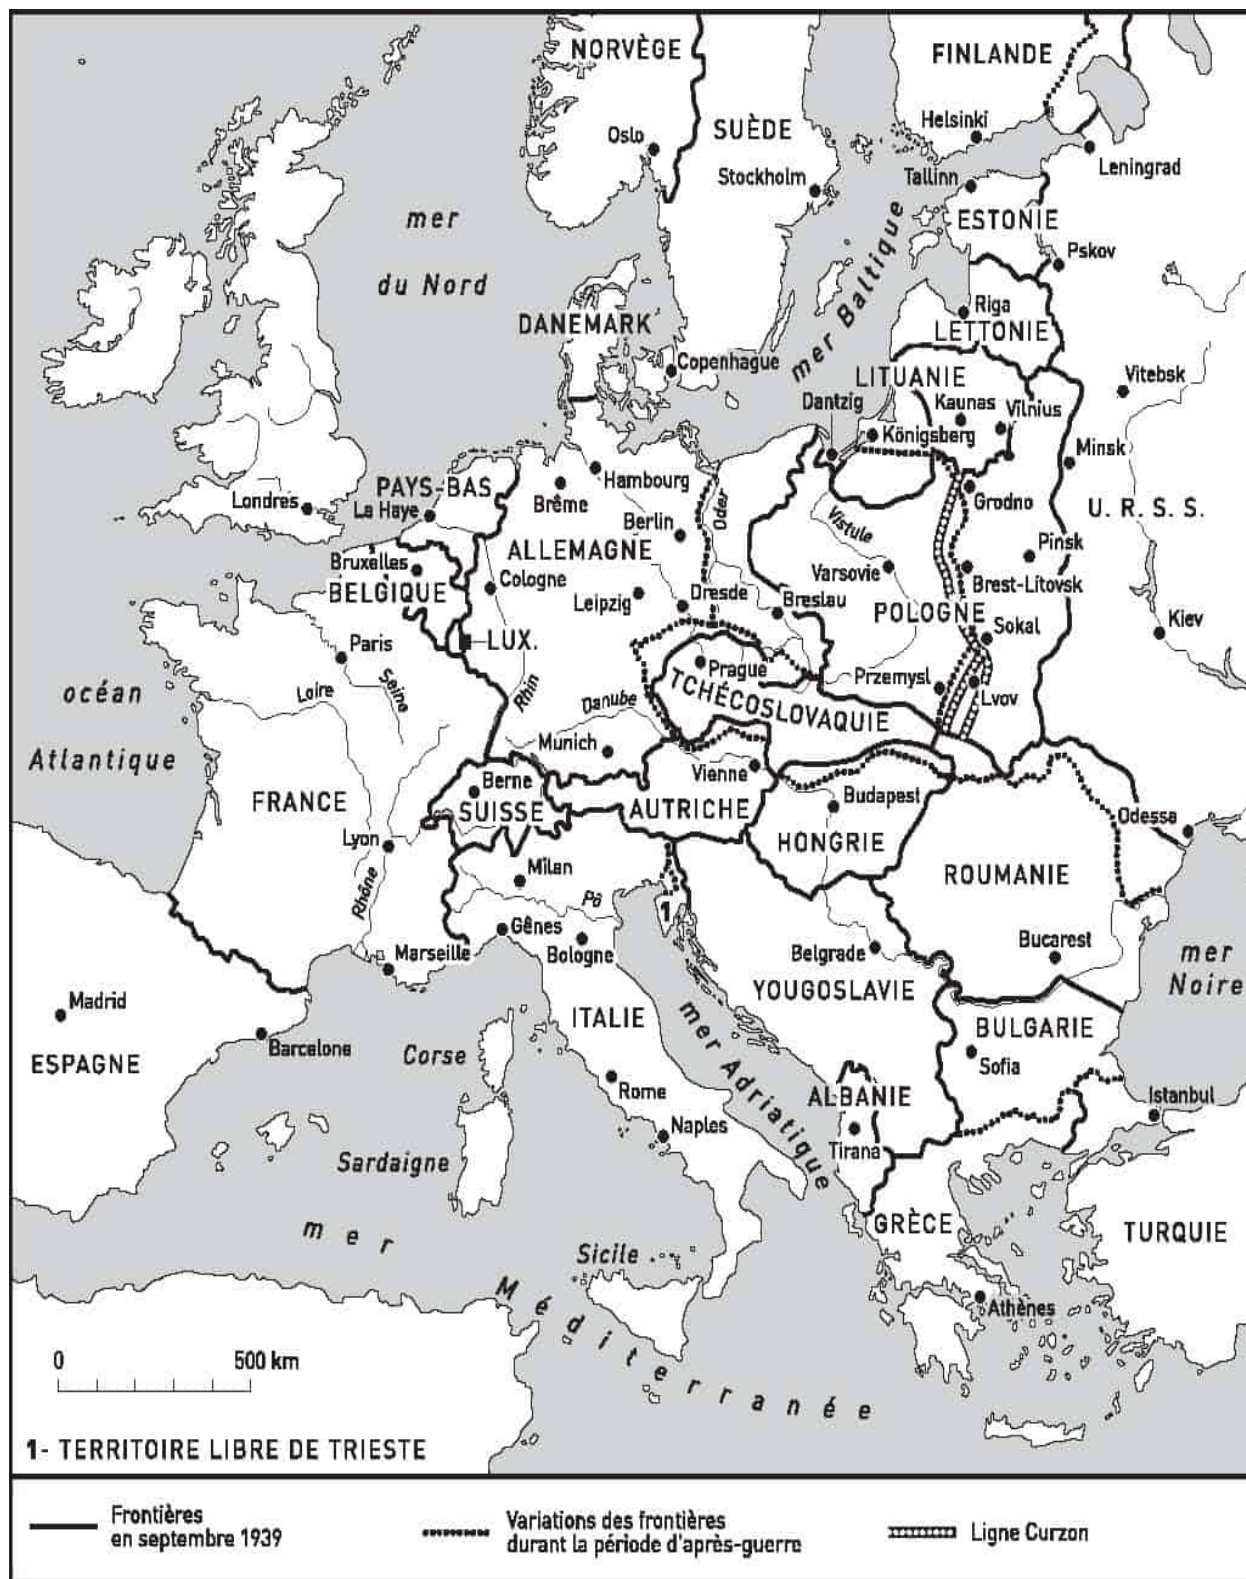 NORVÈGE
FINLANDE
SUÈDE
Oslo
Helsinki
Leningrad
Stockholm
Tallinn
ESTONIE
mer
du Nord
mer Baltique
Pskov
Riga
LETTONIE
DANEMARK
Copenhague
LITUANIE
Vitebsk
Dantzig
Kaunas
Vilnius
Königsberg
Minsk
PAYS-BAS
Hambourg
Brême
Londres
La Haye
Berlin
Oder
Grodno
U.R.S.S.
Vistule
Bruxelles
ALLEMAGNE
Pinsk
BELGIQUE
Cologne
Varsovie
Brest-Litovsk
Leipzig
Dresde
Breslau
POLOGNE
Sokal
Kiev
Paris
LUX.
Prague
Przemysl
Lvov
océan
Atlantique
Loire
Seine
Rhin
Danube
TCHÉCOSLOVAQUIE
Munich
Vienne
Berne
SUISSE
AUTRICHE
Budapest
HONGRIE
Odessa
FRANCE
Lyon
Rhône
Milan
Pô
1
ROUMANIE
Gênes
Bologne
Marseille
Belgrade
Bucarest
mer
Noire
Madrid
YOUGOSLAVIE
ITALIE
BULGARIE
Barcelone
Corse
mer Adriatique
Sofia
ESPAGNE
Rome
ALBANIE
Istanbul
Naples
Tirana
Sardaigne
GRÈCE
TURQUIE
mer
Méditerranée
Sicile
Athènes
0 500 km
1- TERRITOIRE LIBRE DE TRIESTE
Frontières
en septembre 1939
Variations des frontières
durant la période d'après-guerre
Ligne Curzon